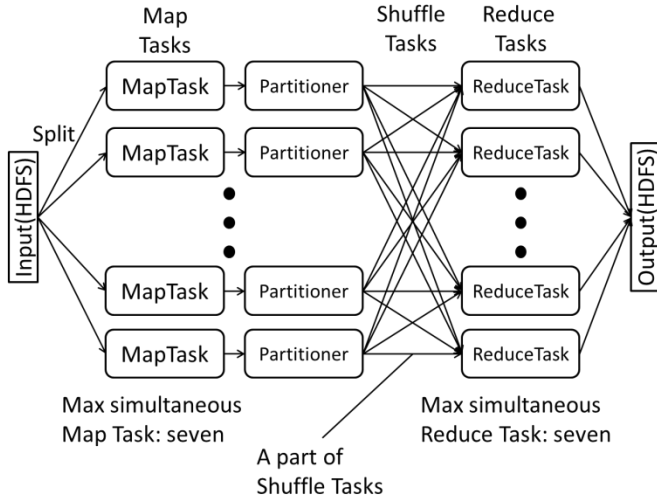 Map
Tasks
Shuffle
Tasks
Reduce
Tasks
Split
Input(HDFS)
MapTask
Partitioner
ReduceTask
MapTask
Partitioner
ReduceTask
MapTask
Partitioner
ReduceTask
MapTask
Partitioner
ReduceTask
Output(HDFS)
Max simultaneous
Map Task: seven
A part of
Shuffle Tasks
Max simultaneous
Reduce Task: seven